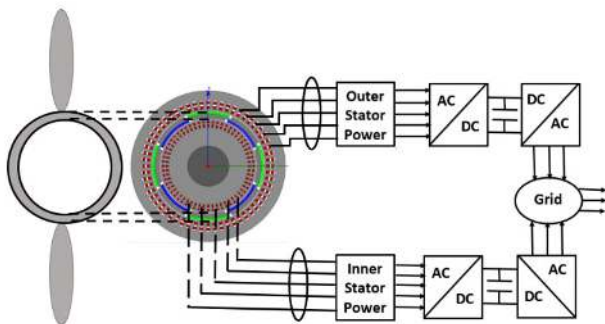 Outer
Stator
Power
AC
DC
DC
AC
Grid
Inner
Stator
Power
AC
DC
AC
DC